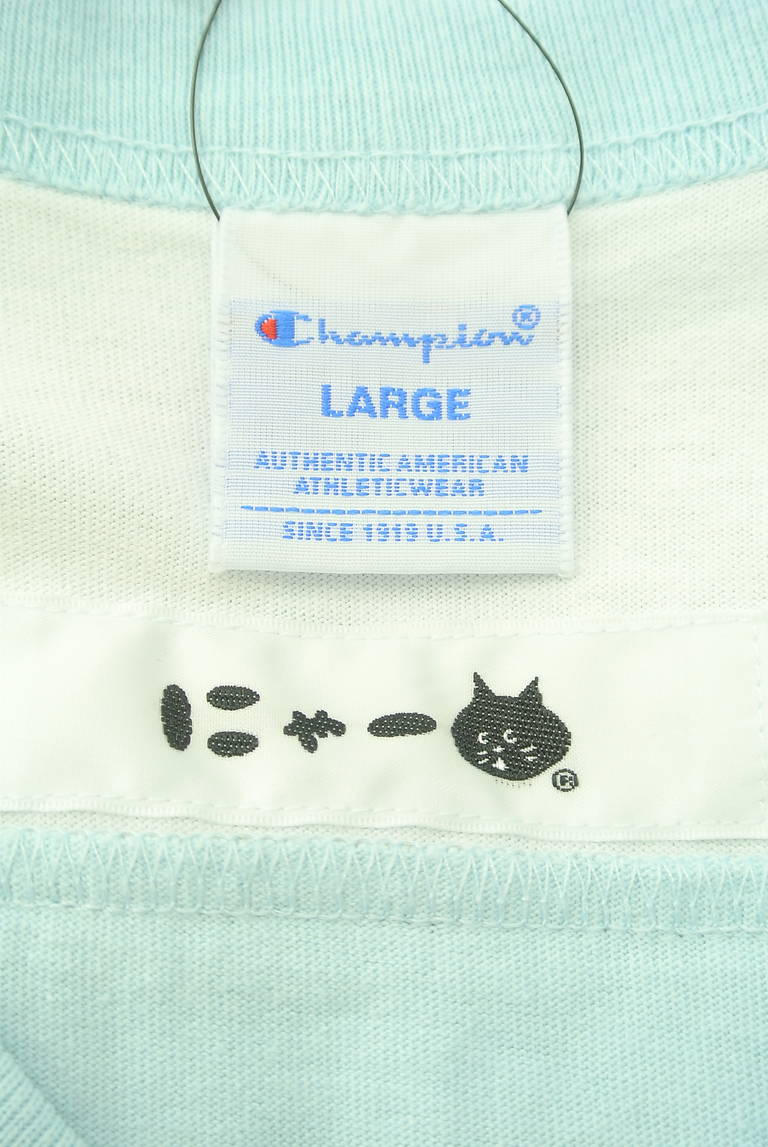 Champion®
LARGE
AUTHENTIC AMERICAN
ATHLETICWEAR
SINCE 1919 U.S.A.
にゃー®